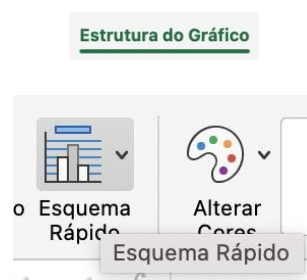 Estrutura do Gráfico
o Esquema Rápido
Alterar Cores
Esquema Rápido